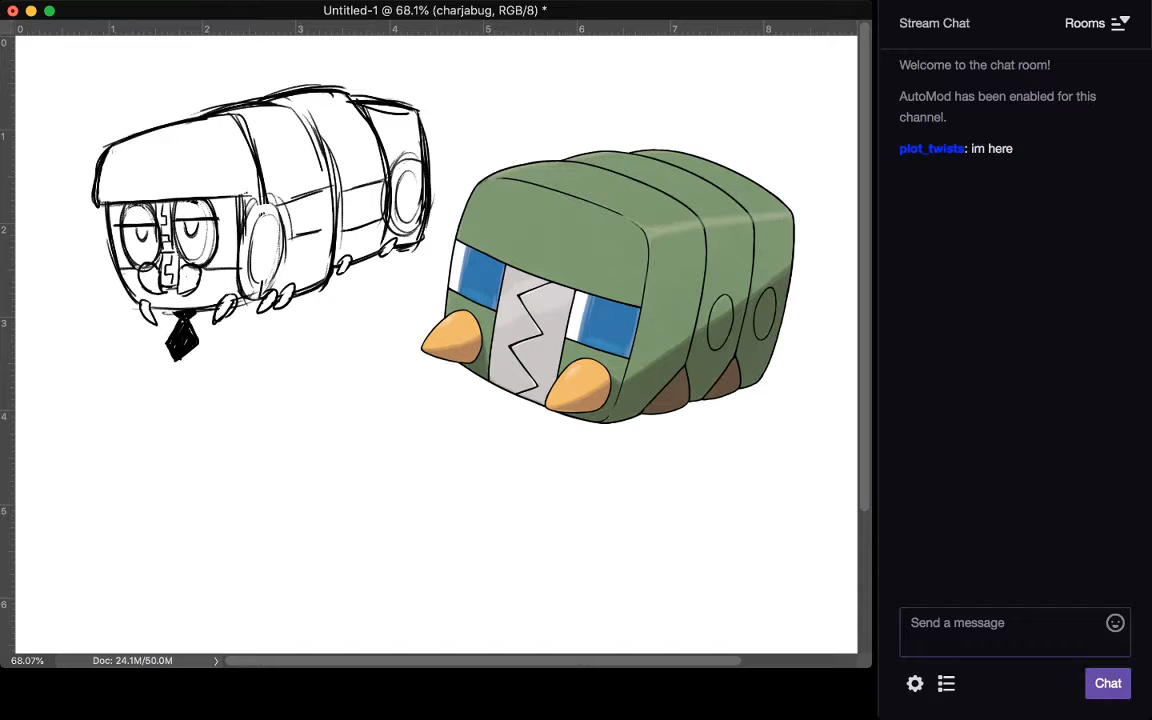 Untitled-1 @ 68.1% (charjabug, RGB/8) *
0 1 2 3 4 5 6 7 8
0
1
2
3
4
5
6
68.07% Doc: 24.1M/50.0M
Stream Chat Rooms
Welcome to the chat room!
AutoMod has been enabled for this
channel.
plot_twists: im here
Send a message
Chat